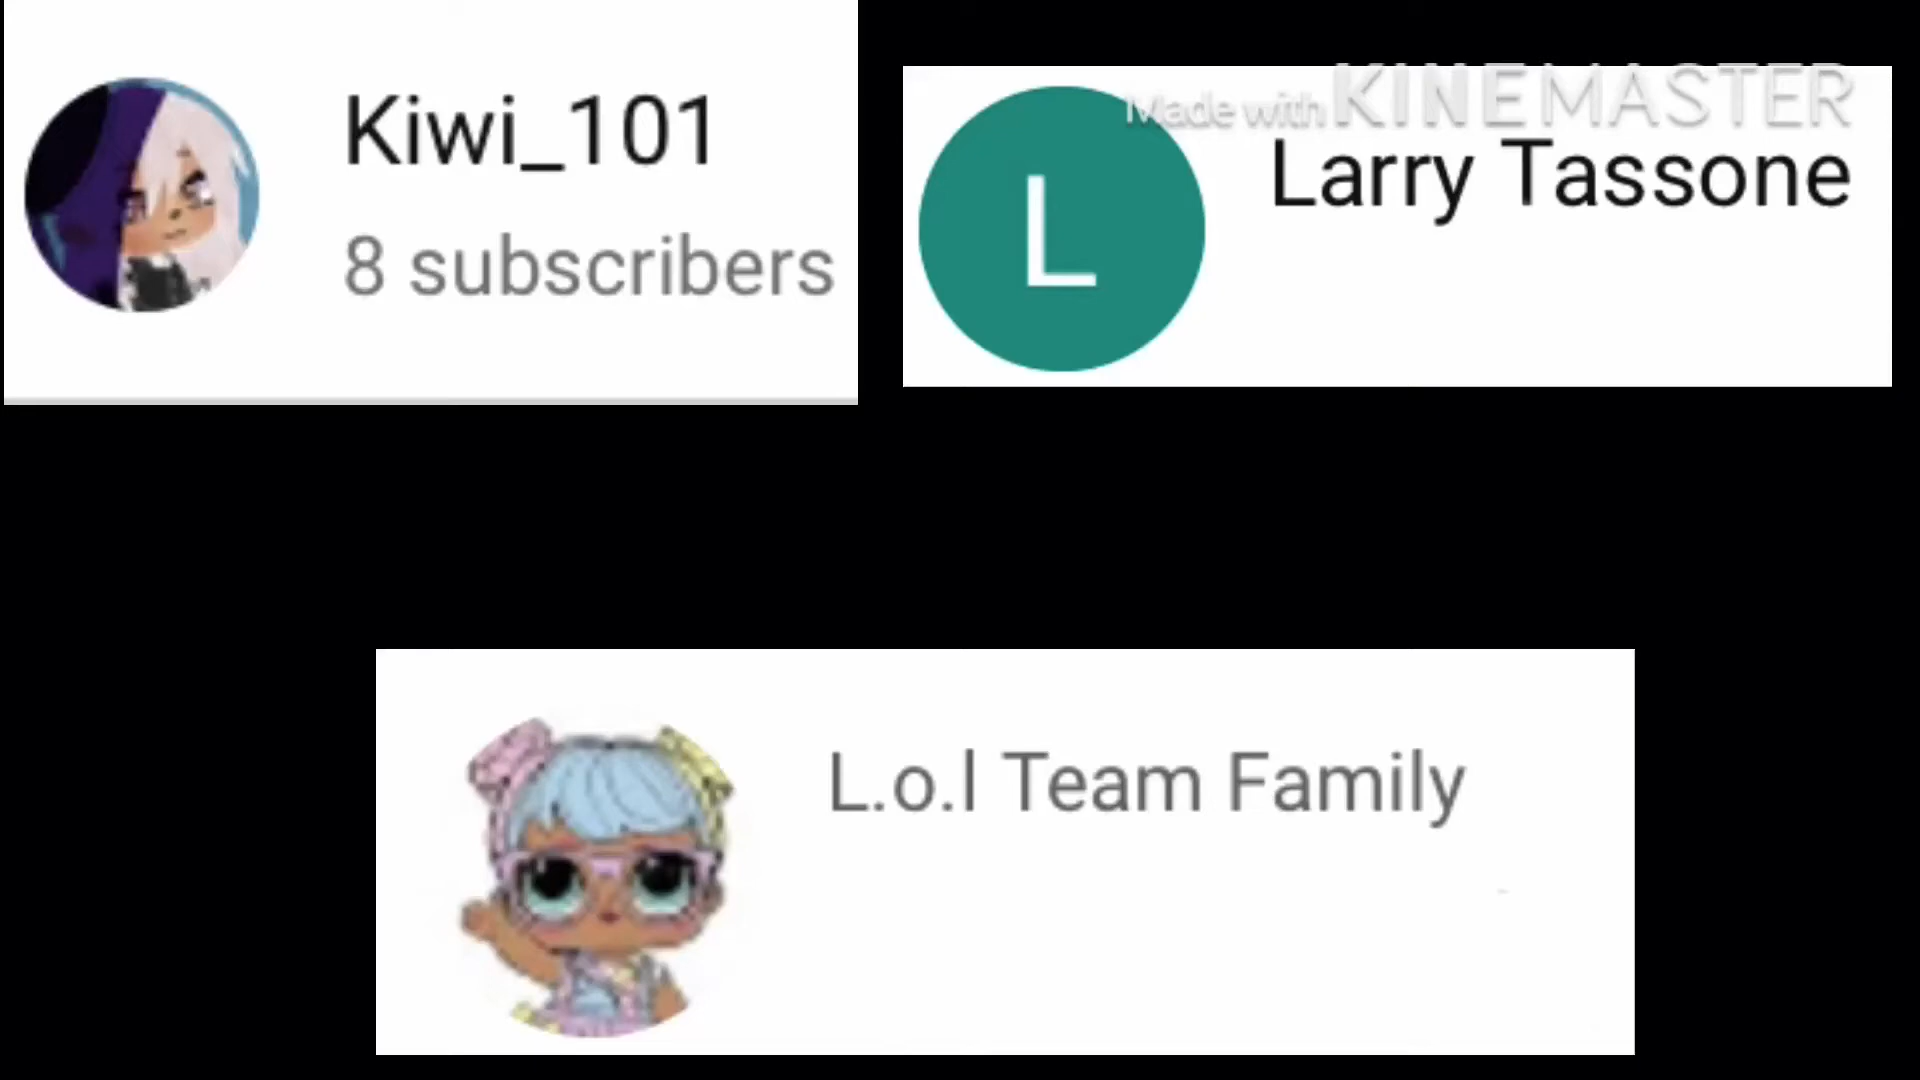 Kiwi_101
8 subscribers
Made with KINEMASTER
L
Larry Tassone
L.o.l Team Family